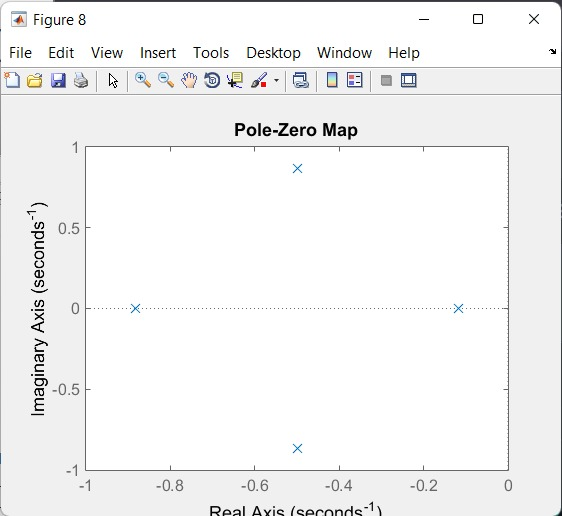 Figure 8
File Edit View Insert Tools Desktop Window Help
Pole-Zero Map
Imaginary Axis (seconds⁻¹)
1
0.5
0
-0.5
-1
-1 -0.8 -0.6 -0.4 -0.2 0
Real Axis (seconds⁻¹)